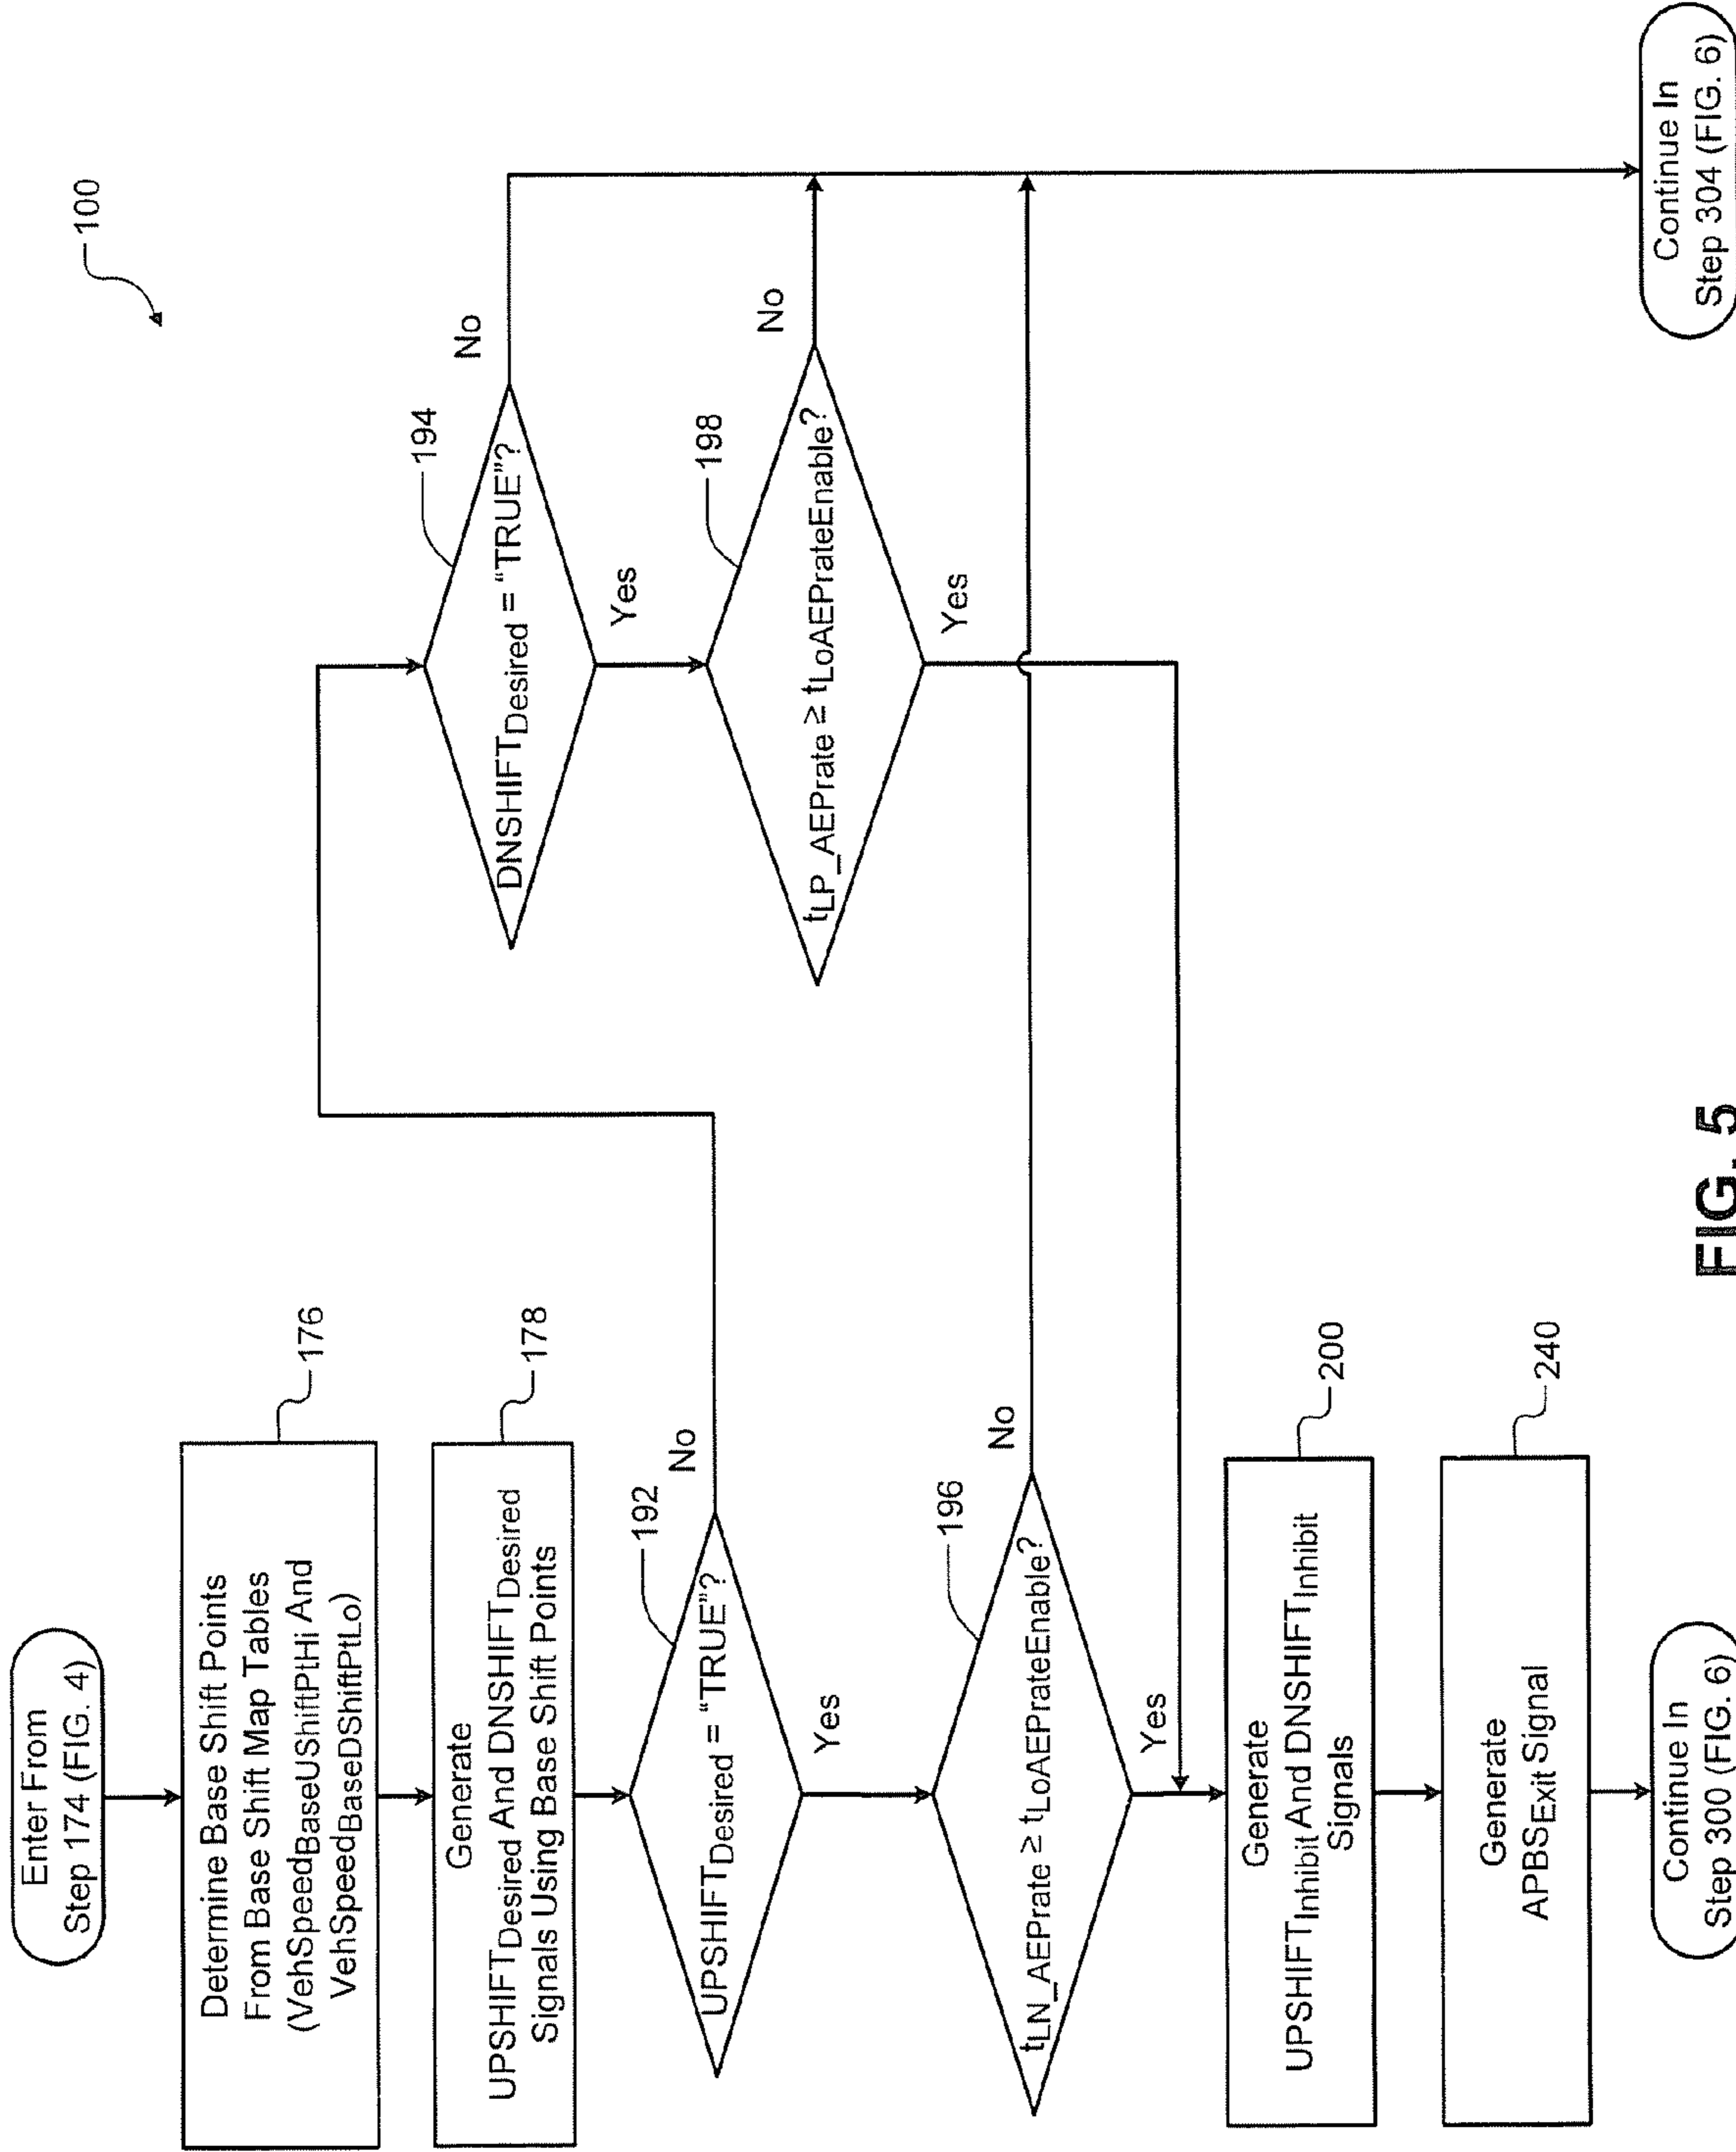 100
Enter From
Step 174 (FIG. 4)
176
Determine Base Shift Points
From Base Shift Map Tables
(VehSpeedBaseUShiftPtHi And
VehSpeedBaseDShiftPtLo)
178
Generate
UPSHIFTDesired And DNSHIFTDesired
Signals Using Base Shift Points
192
UPSHIFTDesired = “TRUE”?
No
Yes
194
DNSHIFTDesired = “TRUE”?
No
Yes
196
tLN_AEPrate ≥ tLoAEPrateEnable?
No
Yes
198
tLP_AEPrate ≥ tLoAEPrateEnable?
No
Yes
200
Generate
UPSHIFTInhibit And DNSHIFTInhibit
Signals
240
Generate
APBSExit Signal
Continue In
Step 300 (FIG. 6)
Continue In
Step 304 (FIG. 6)
FIG. 5